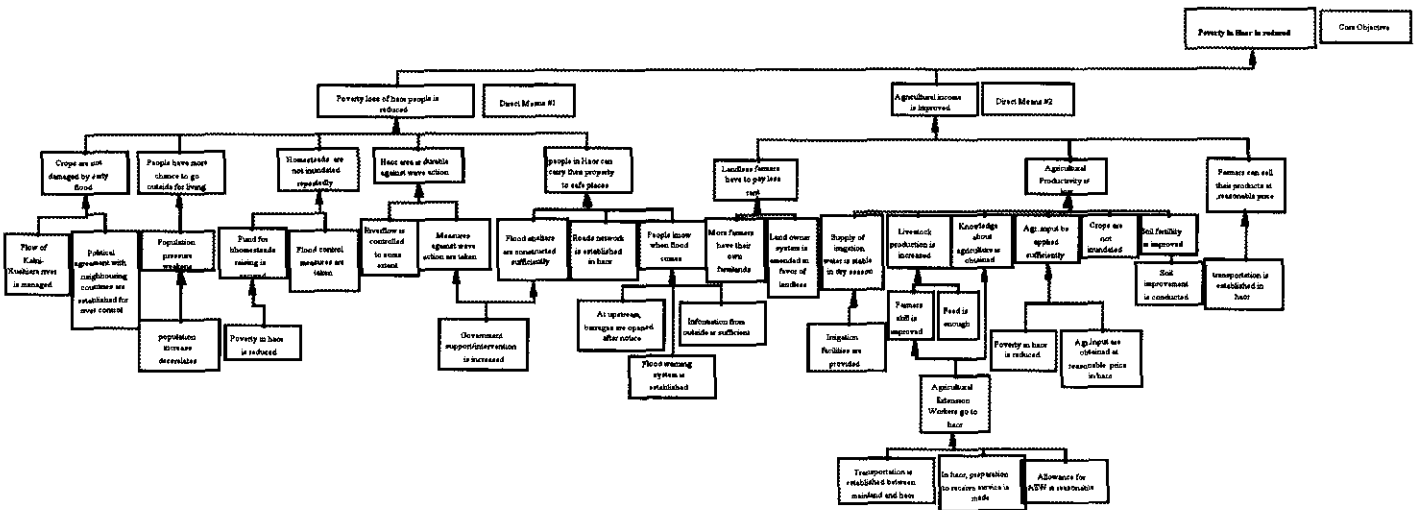 Poverty in Haor is reduced
Core Objective
Poverty loss of haor people is
reduced
Direct Means #1
Agricultural income
is improved
Direct Means #2
Crops are not
damaged by early
flood
People have more
chance to go
outside for living
Homesteads are
not inundated
repeatedly
Haor area is durable
against wave action
people in Haor can
carry their property
to safe places
Landless farmers
have to pay less
rent
Agricultural
Productivity is
Farmers can sell
their products at
reasonable price
Flow of
Kalni-
Kushiara river
is managed
Political
agreement with
neighbouring
countries are
established for
river control
Population
pressure
weakens
population
increase
decerelates
Fund for
hhomesteads
raising is
Poverty in haor
is reduced
Flood control
measures are
taken
Riverflow is
controlled
to some
extent
Measures
against wave
action are taken
Government
support/intervention
is increased
Flood shelters
are constructed
sufficiently
Roads network
is established
in haor
People know
when flood
comes
At upstream,
barrages are opened
after notice
Information from
outside is sufficient
Flood warning
system is
established
More farmers
have their
own
farmlands
Land owner
system is
amended in
favor of
landless
Supply of
irrigation
water is stable
in dry season
Irrigation
facilities are
provided
Livestock
production is
increased
Knowledge
about
agriculture is
obtained
Agr. input be
applied
sufficiently
Crops are
not
inundated
Soil fertility
is improved
Soil
improvement
is conducted
transportation is
established in
haor
Farmers
skill is
improved
Feed is
enough
Poverty in haor
is reduced
Agr.Input are
obtained at
reasonable price
in haor
Agricultural
Extension
Workers go to
haor
Transportation is
established between
mainland and haor
In haor, preparation
to receive service is
made
Allowance for
AEW is reasonable